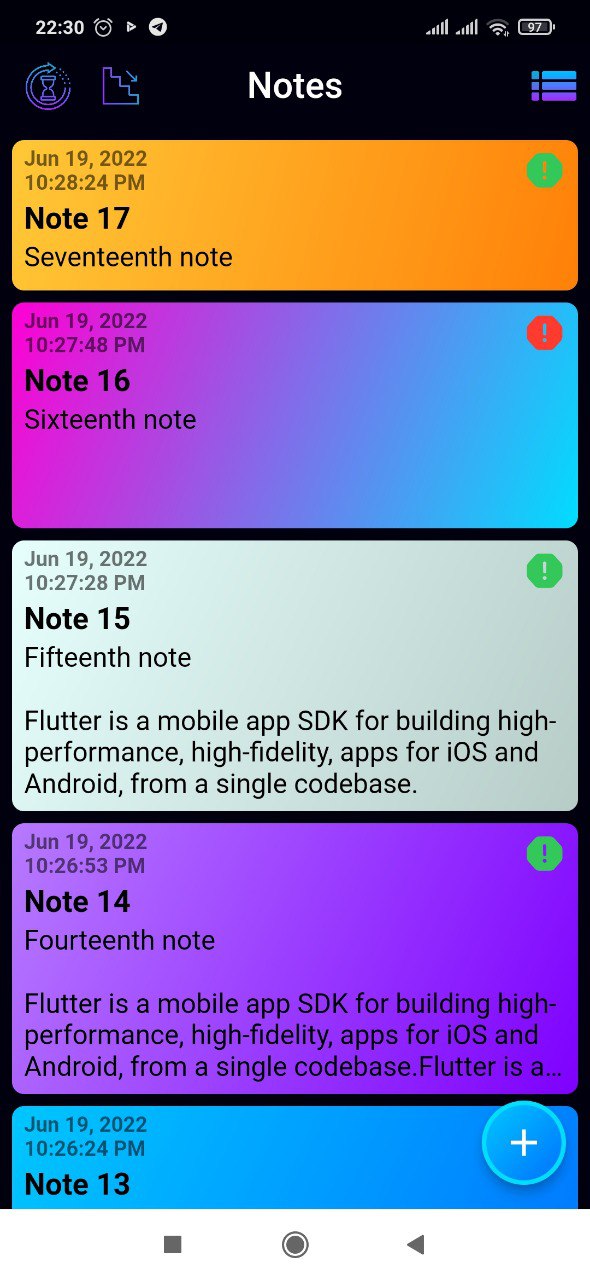 22:30
97
Notes
Jun 19, 2022
10:28:24 PM
Note 17
Seventeenth note
Jun 19, 2022
10:27:48 PM
Note 16
Sixteenth note
Jun 19, 2022
10:27:28 PM
Note 15
Fifteenth note
Flutter is a mobile app SDK for building high-
performance, high-fidelity, apps for iOS and
Android, from a single codebase.
Jun 19, 2022
10:26:53 PM
Note 14
Fourteenth note
Flutter is a mobile app SDK for building high-
performance, high-fidelity, apps for iOS and
Android, from a single codebase.Flutter is a...
Jun 19, 2022
10:26:24 PM
Note 13